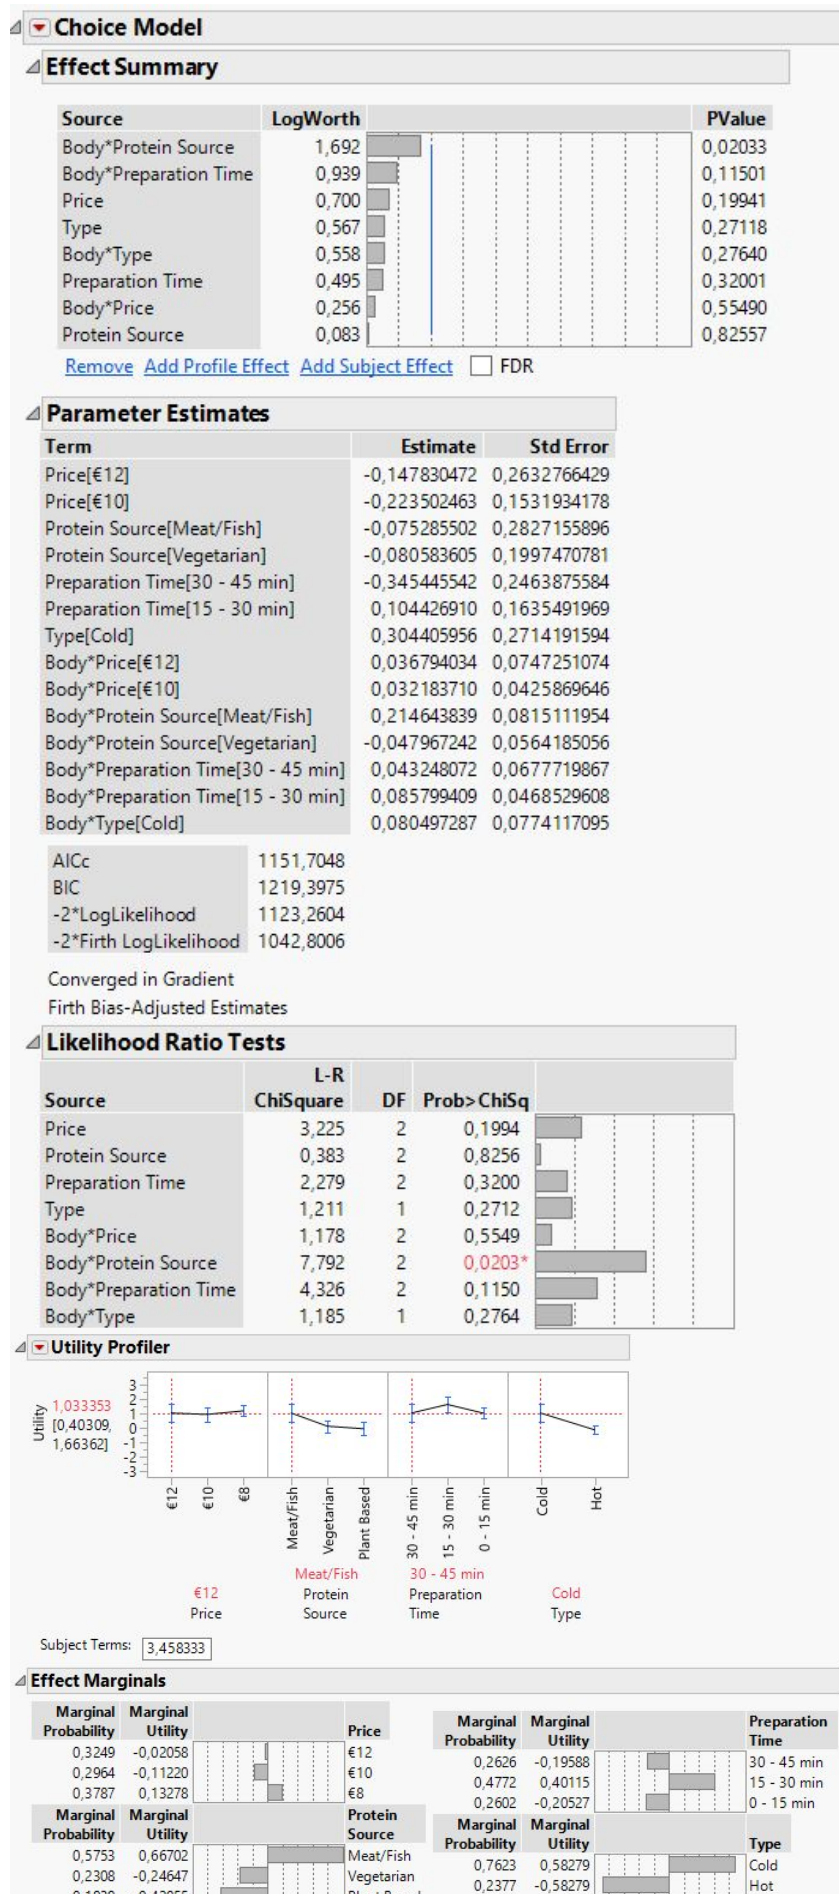 Choice Model
Effect Summary
Source LogWorth PValue
Body*Protein Source 1,692 0,02033
Body*Preparation Time 0,939 0,11501
Price 0,700 0,19941
Type 0,567 0,27118
Body*Type 0,558 0,27640
Preparation Time 0,495 0,32001
Body*Price 0,256 0,55490
Protein Source 0,083 0,82557
Remove Add Profile Effect Add Subject Effect FDR
Parameter Estimates
Term Estimate Std Error
Price[€12] -0,147830472 0,2632766429
Price[€10] -0,223502463 0,1531934178
Protein Source[Meat/Fish] -0,075285502 0,2827155896
Protein Source[Vegetarian] -0,080583605 0,1997470781
Preparation Time[30 - 45 min] -0,345445542 0,2463875584
Preparation Time[15 - 30 min] 0,104426910 0,1635491969
Type[Cold] 0,304405956 0,2714191594
Body*Price[€12] 0,036794034 0,0747251074
Body*Price[€10] 0,032183710 0,0425869646
Body*Protein Source[Meat/Fish] 0,214643839 0,0815111954
Body*Protein Source[Vegetarian] -0,047967242 0,0564185056
Body*Preparation Time[30 - 45 min] 0,043248072 0,0677719867
Body*Preparation Time[15 - 30 min] 0,085799409 0,0468529608
Body*Type[Cold] 0,080497287 0,0774117095
AICc 1151,7048
BIC 1219,3975
-2*LogLikelihood 1123,2604
-2*Firth LogLikelihood 1042,8006
Converged in Gradient
Firth Bias-Adjusted Estimates
Likelihood Ratio Tests
L-R
Source ChiSquare DF Prob>ChiSq
Price 3,225 2 0,1994
Protein Source 0,383 2 0,8256
Preparation Time 2,279 2 0,3200
Type 1,211 1 0,2712
Body*Price 1,178 2 0,5549
Body*Protein Source 7,792 2 0,0203*
Body*Preparation Time 4,326 2 0,1150
Body*Type 1,185 1 0,2764
Utility Profiler
Utility
1,033353
[0,40309,
1,66362]
3
2
1
0
-1
-2
-3
€12 €10 €8 Meat/Fish Vegetarian Plant Based 30 - 45 min 15 - 30 min 0 - 15 min Cold Hot
Meat/Fish 30 - 45 min
€12 Protein Preparation Cold
Price Source Time Type
Subject Terms: 3,458333
Effect Marginals
Marginal Marginal
Probability Utility Price
0,3249 -0,02058 €12
0,2964 -0,11220 €10
0,3787 0,13278 €8
Marginal Marginal Protein
Probability Utility Source
0,5753 0,66702 Meat/Fish
0,2308 -0,24647 Vegetarian
Marginal Marginal Preparation
Probability Utility Time
0,2626 -0,19588 30 - 45 min
0,4772 0,40115 15 - 30 min
0,2602 -0,20527 0 - 15 min
Marginal Marginal
Probability Utility Type
0,7623 0,58279 Cold
0,2377 -0,58279 Hot